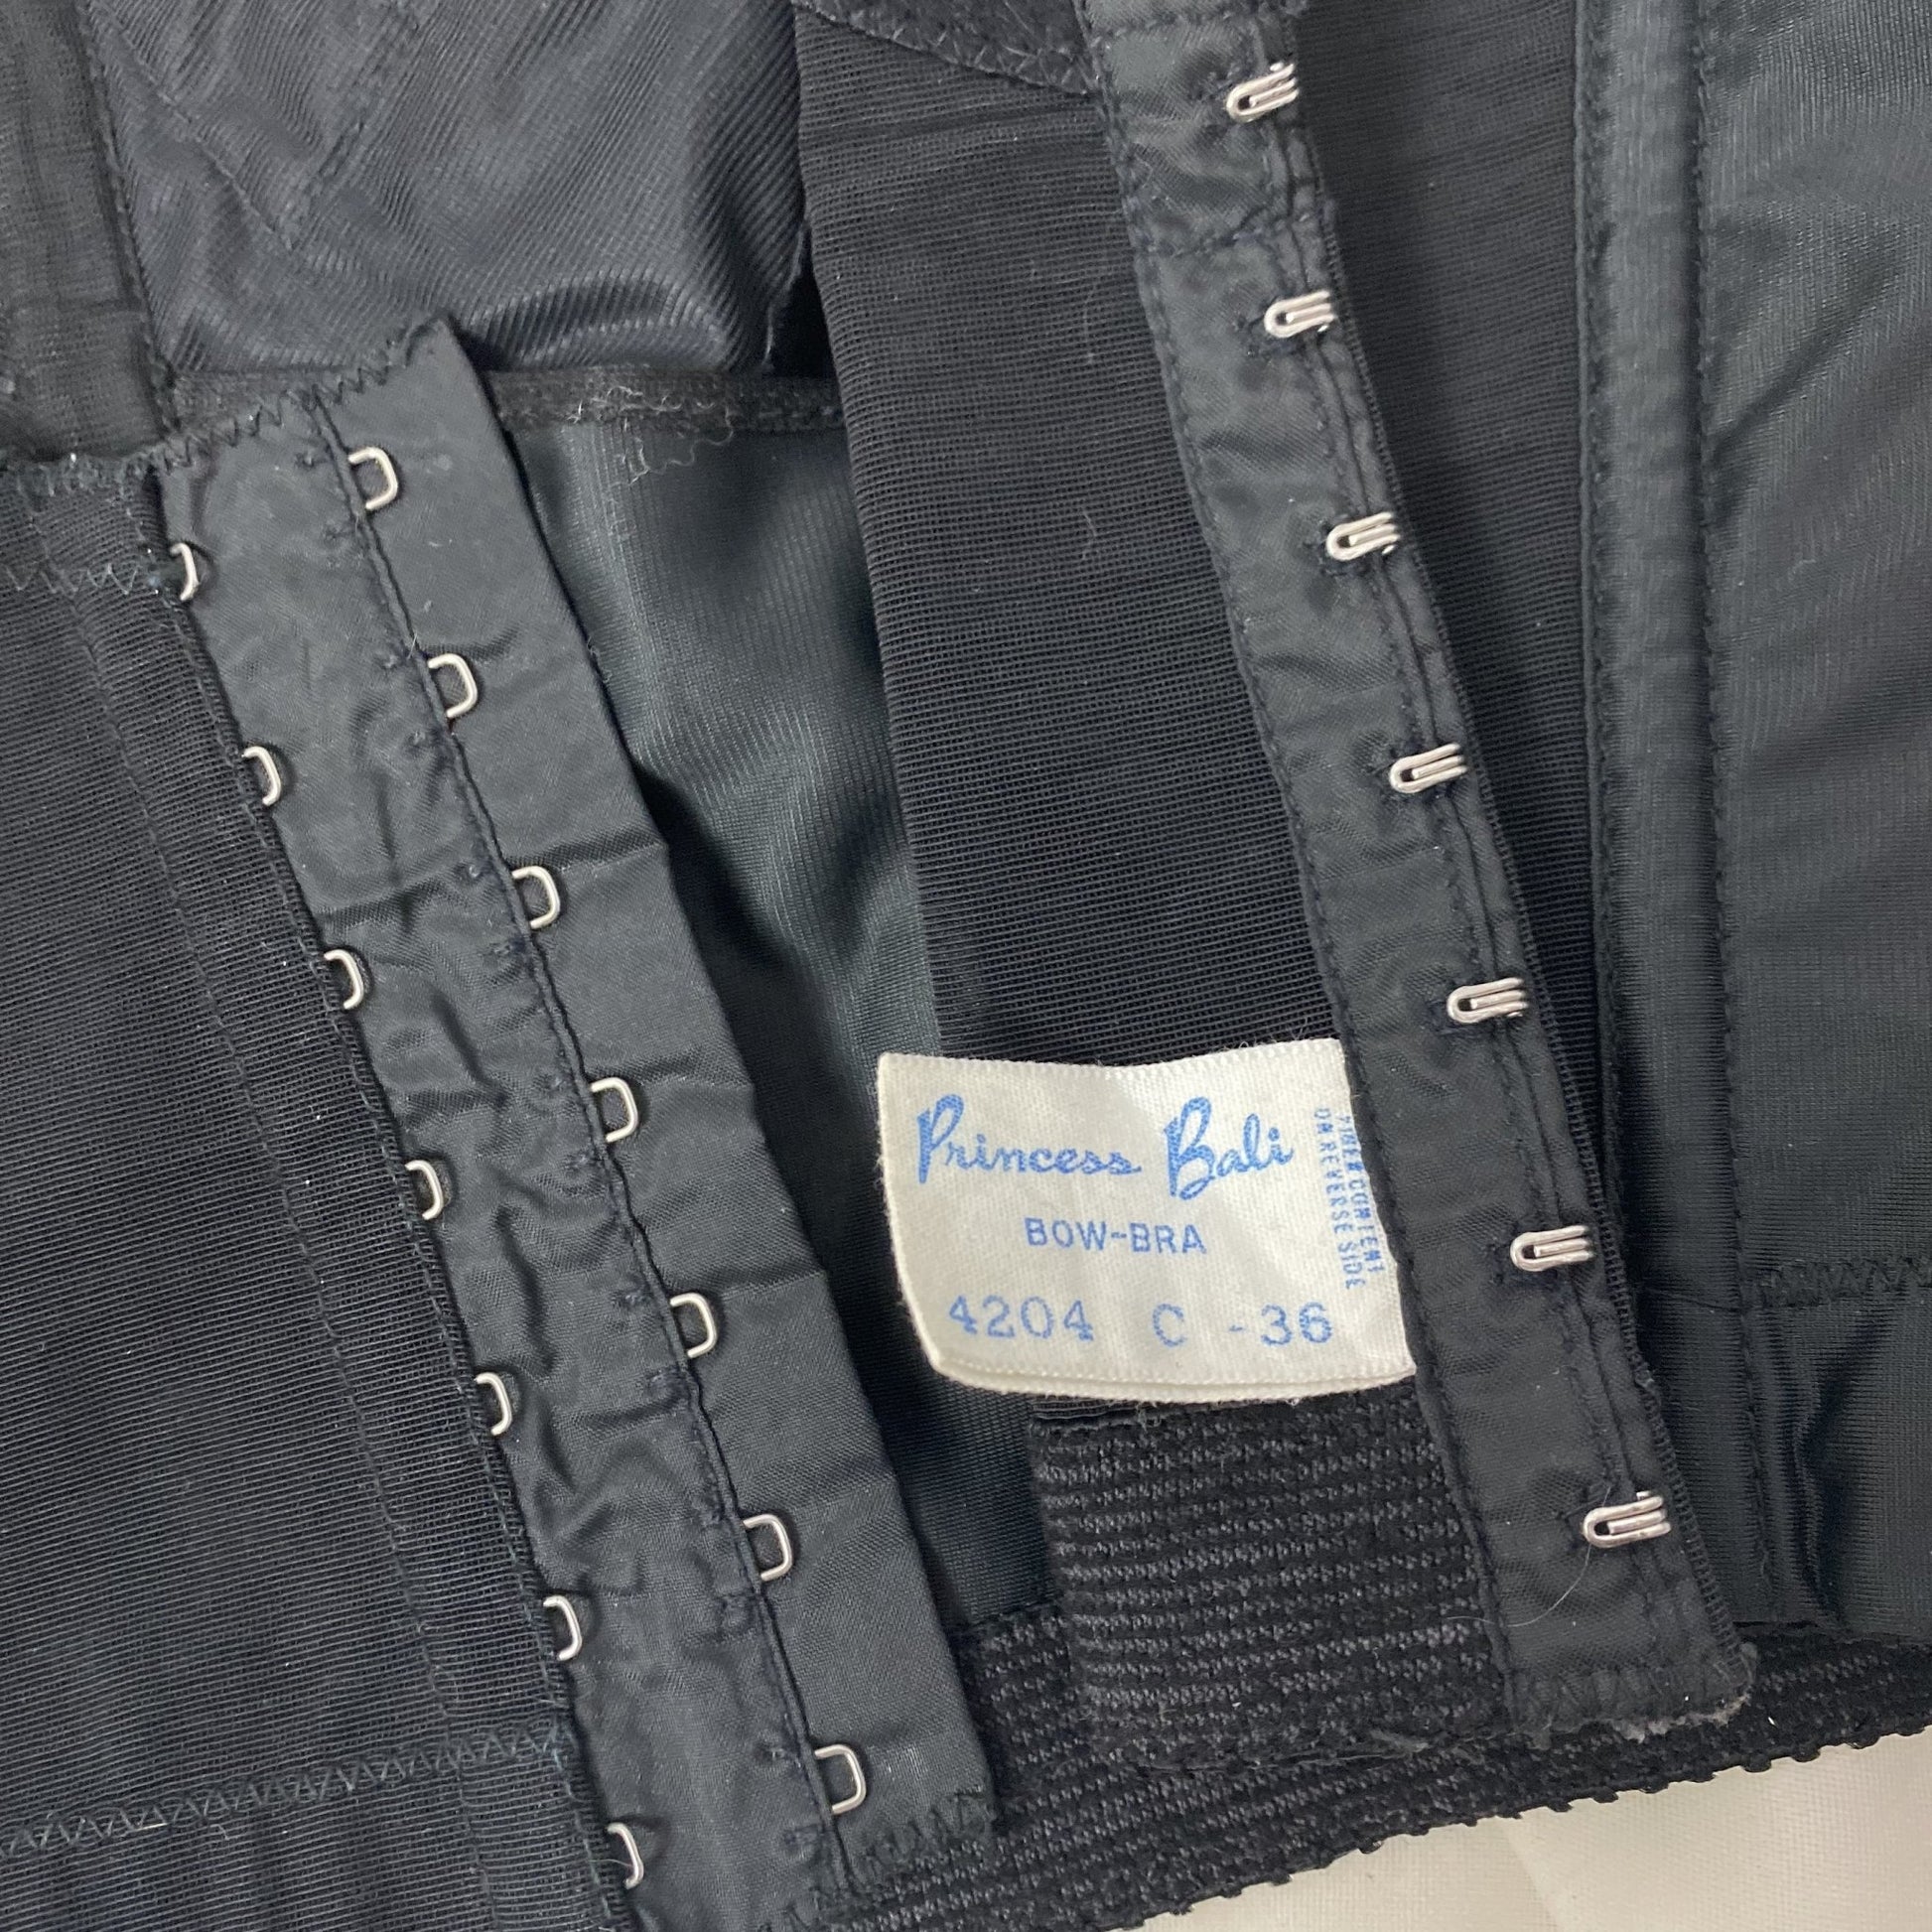 Princess Bali
BOW-BRA
4204 C - 36
FIBER CONTENT
ON REVERSE SIDE